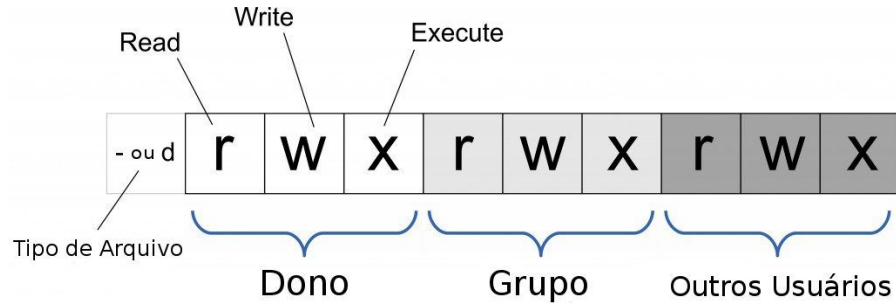 Write
Read
Execute
- ou d r w x r w x r w x
Tipo de Arquivo
Dono Grupo Outros Usuários